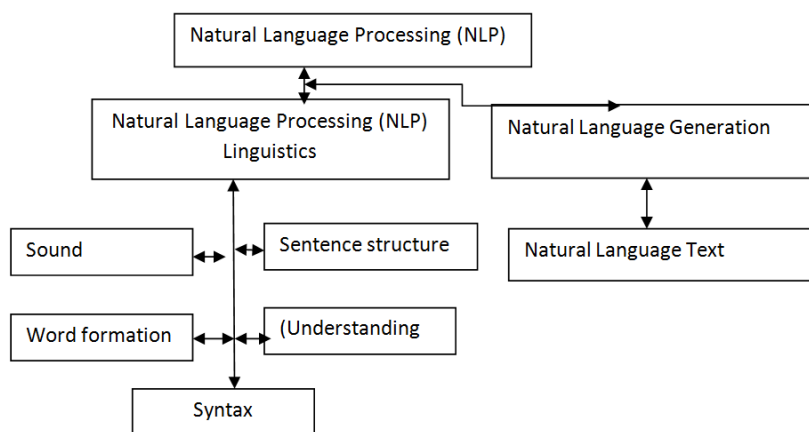 Natural Language Processing (NLP)
Natural Language Processing (NLP)
Linguistics
Natural Language Generation
Sound
Sentence structure
Natural Language Text
Word formation
(Understanding
Syntax